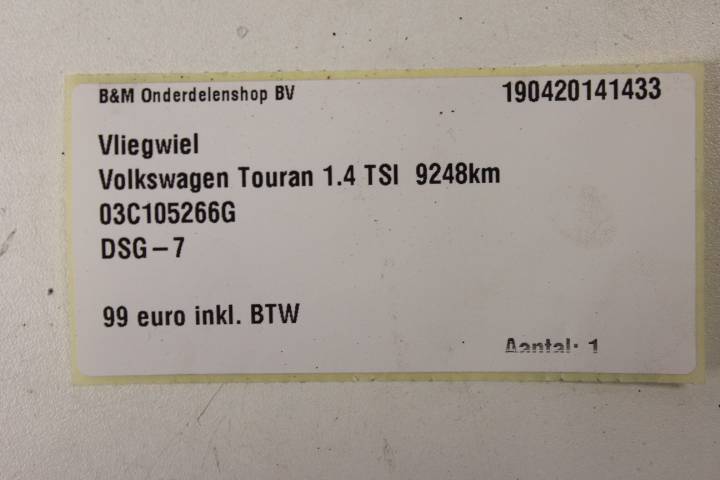 B&M Onderdelenshop BV 190420141433
Vliegwiel
Volkswagen Touran 1.4 TSI 9248km
03C105266G
DSG-7
99 euro inkl. BTW
Aantal: 1